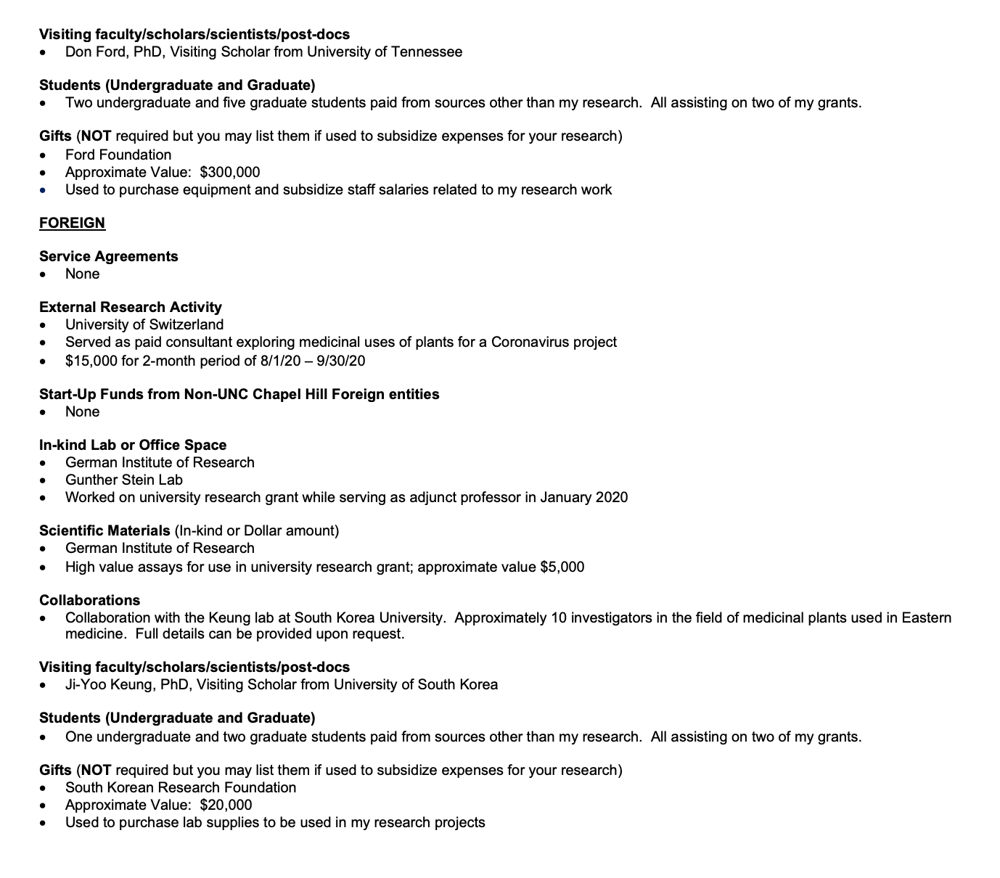 Visiting faculty/scholars/scientists/post-docs
• Don Ford, PhD, Visiting Scholar from University of Tennessee
Students (Undergraduate and Graduate)
• Two undergraduate and five graduate students paid from sources other than my research.  All assisting on two of my grants.
Gifts (NOT required but you may list them if used to subsidize expenses for your research)
• Ford Foundation
• Approximate Value:  $300,000
• Used to purchase equipment and subsidize staff salaries related to my research work
FOREIGN
Service Agreements
• None
External Research Activity
• University of Switzerland
• Served as paid consultant exploring medicinal uses of plants for a Coronavirus project
• $15,000 for 2-month period of 8/1/20 – 9/30/20
Start-Up Funds from Non-UNC Chapel Hill Foreign entities
• None
In-kind Lab or Office Space
• German Institute of Research
• Gunther Stein Lab
• Worked on university research grant while serving as adjunct professor in January 2020
Scientific Materials (In-kind or Dollar amount)
• German Institute of Research
• High value assays for use in university research grant; approximate value $5,000
Collaborations
• Collaboration with the Keung lab at South Korea University.  Approximately 10 investigators in the field of medicinal plants used in Eastern
medicine.  Full details can be provided upon request.
Visiting faculty/scholars/scientists/post-docs
• Ji-Yoo Keung, PhD, Visiting Scholar from University of South Korea
Students (Undergraduate and Graduate)
• One undergraduate and two graduate students paid from sources other than my research.  All assisting on two of my grants.
Gifts (NOT required but you may list them if used to subsidize expenses for your research)
• South Korean Research Foundation
• Approximate Value:  $20,000
• Used to purchase lab supplies to be used in my research projects